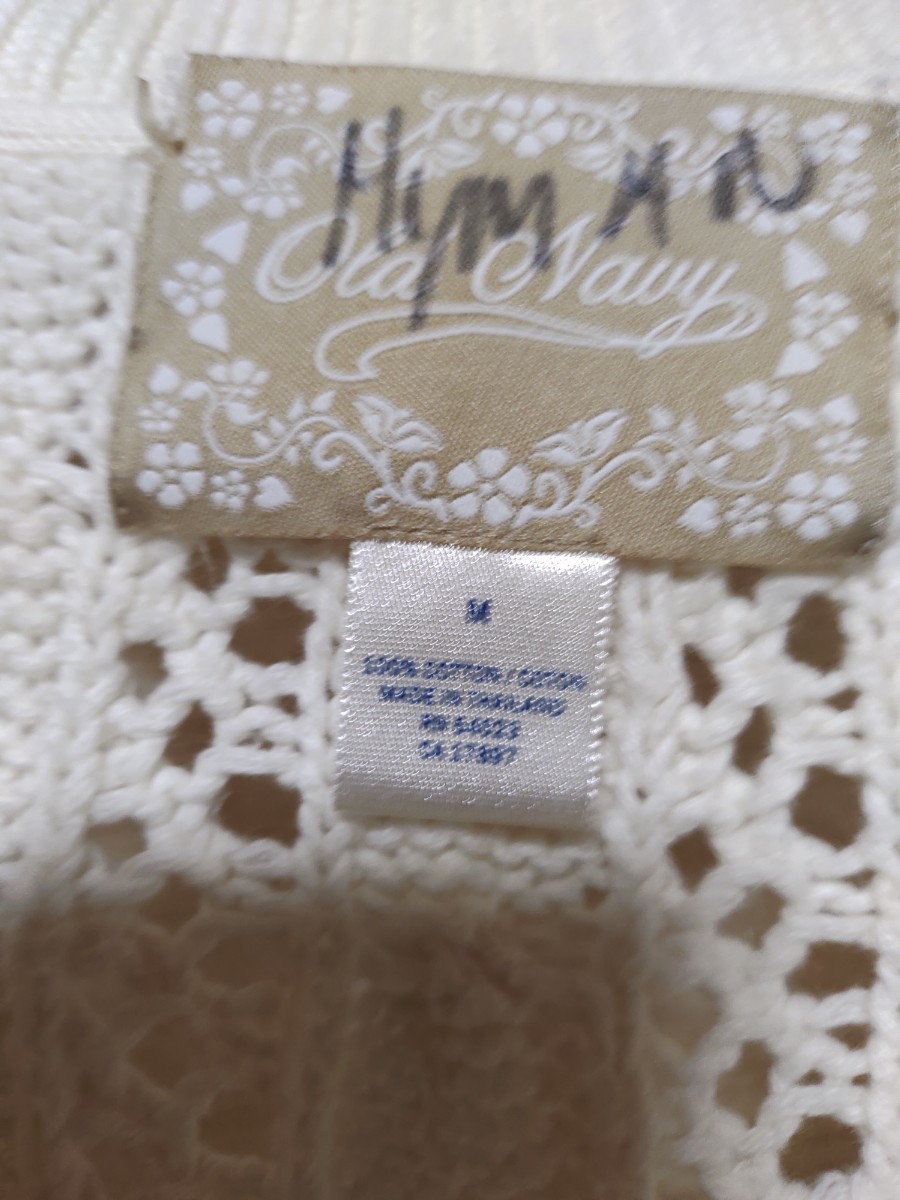 HyMAN
Old Navy
M
100% COTTON / COTON
MADE IN THAILAND
RN 54023
CA 17897